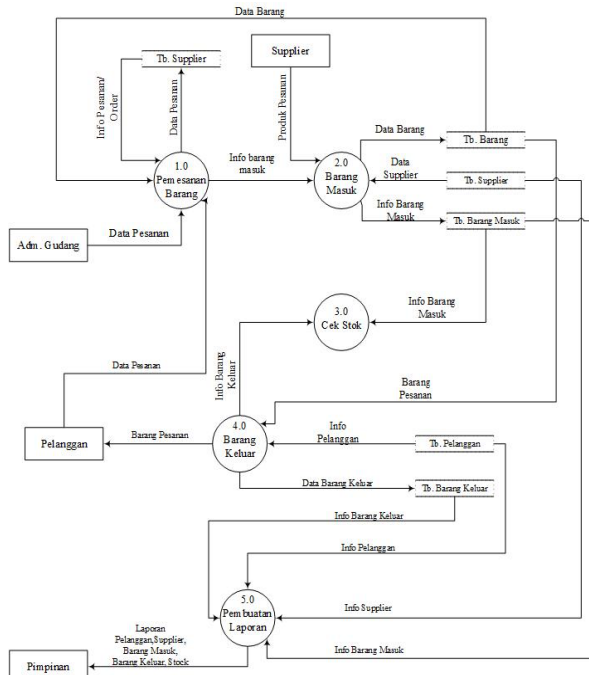 Data Barang
Tb. Supplier
Supplier
Info Pesanan/
Order
Data Pesanan
Produk Pesanan
1.0
Pemesanan
Barang
Info barang
masuk
2.0
Barang
Masuk
Data Barang
Tb. Barang
Data
Supplier
Tb. Supplier
Info Barang
Masuk
Tb. Barang Masuk
Adm. Gudang
Data Pesanan
3.0
Cek Stok
Info Barang
Masuk
Data Pesanan
Info Barang
Keluar
Barang
Pesanan
Pelanggan
Barang Pesanan
4.0
Barang
Keluar
Info
Pelanggan
Tb. Pelanggan
Data Barang Keluar
Tb. Barang Keluar
Info Barang Keluar
Info Pelanggan
5.0
Pembuatan
Laporan
Info Supplier
Laporan
Pelanggan,Supplier,
Barang Masuk,
Barang Keluar, Stock
Info Barang Masuk
Pimpinan